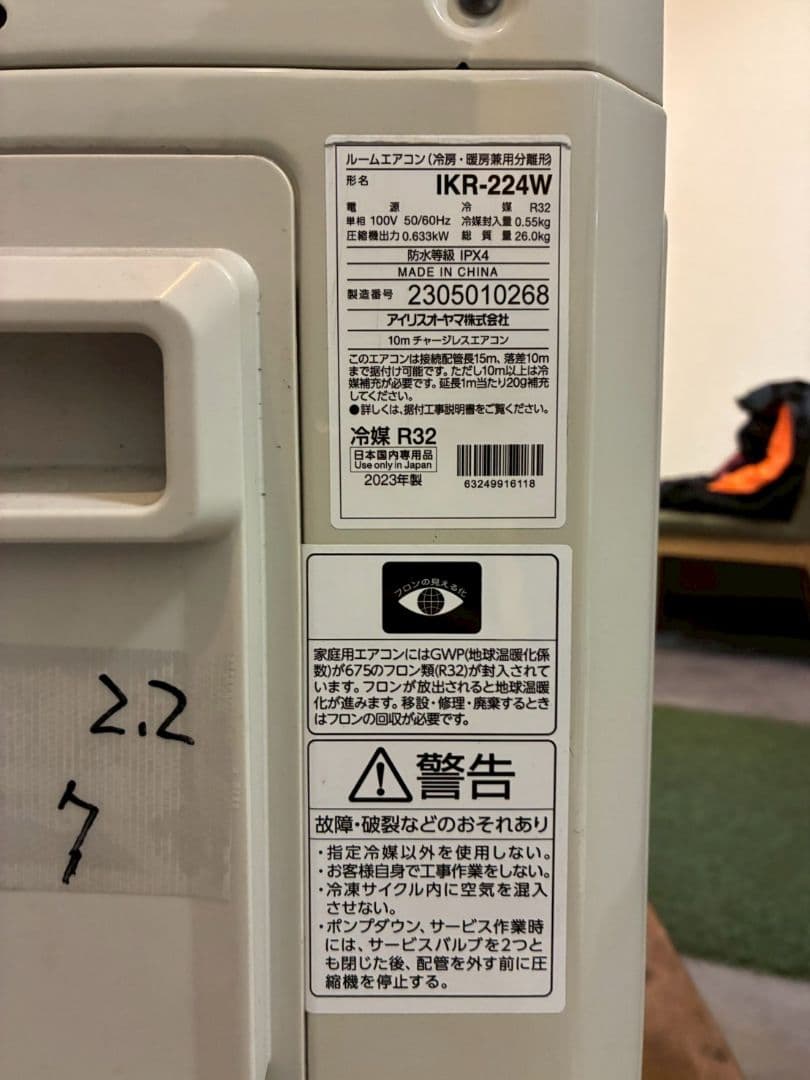 ルームエアコン(冷房・暖房兼用分離形)
形名 IKR-224W
電源 冷媒 R32
単相 100V 50/60Hz 冷媒封入量 0.55kg
圧縮機出力 0.633kW 総質量 26.0kg
防水等級 IPX4
MADE IN CHINA
製造番号 2305010268
アイリスオーヤマ株式会社
10mチャージレスエアコン
このエアコンは接続配管長15m、落差10m
まで据付け可能です。ただし10m以上は冷
媒補充が必要です。延長1m当たり20g補充
してください。
●詳しくは、据付工事説明書をご覧ください。
冷媒 R32
日本国内専用品
Use only in Japan
2023年製
63249916118
フロンの見える化
家庭用エアコンにはGWP(地球温暖化係
数)が675のフロン類(R32)が封入されて
います。フロンが放出されると地球温暖
化が進みます。移設・修理・廃棄するとき
はフロンの回収が必要です。
警告
故障・破裂などのおそれあり
・指定冷媒以外を使用しない。
・お客様自身で工事作業をしない。
・冷凍サイクル内に空気を混入
させない。
・ポンプダウン、サービス作業時
には、サービスバルブを2つと
も閉じた後、配管を外す前に圧
縮機を停止する。
2.2